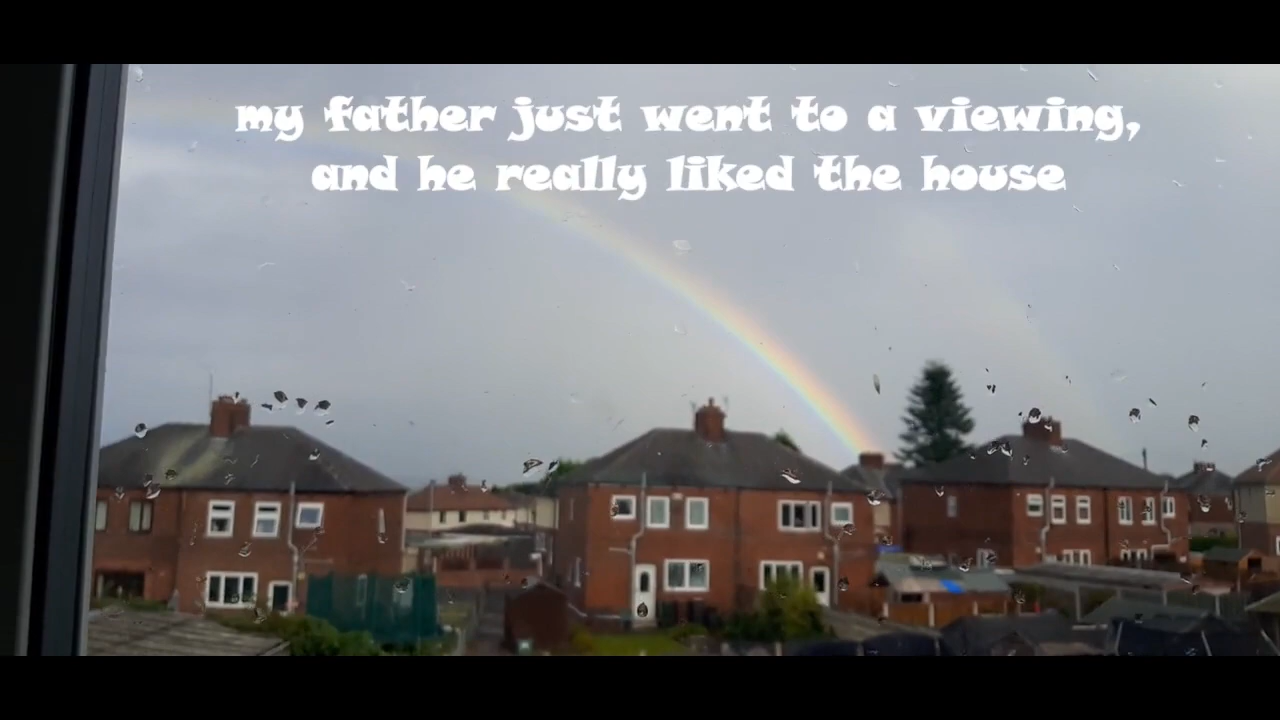 my father just went to a viewing,
and he really liked the house